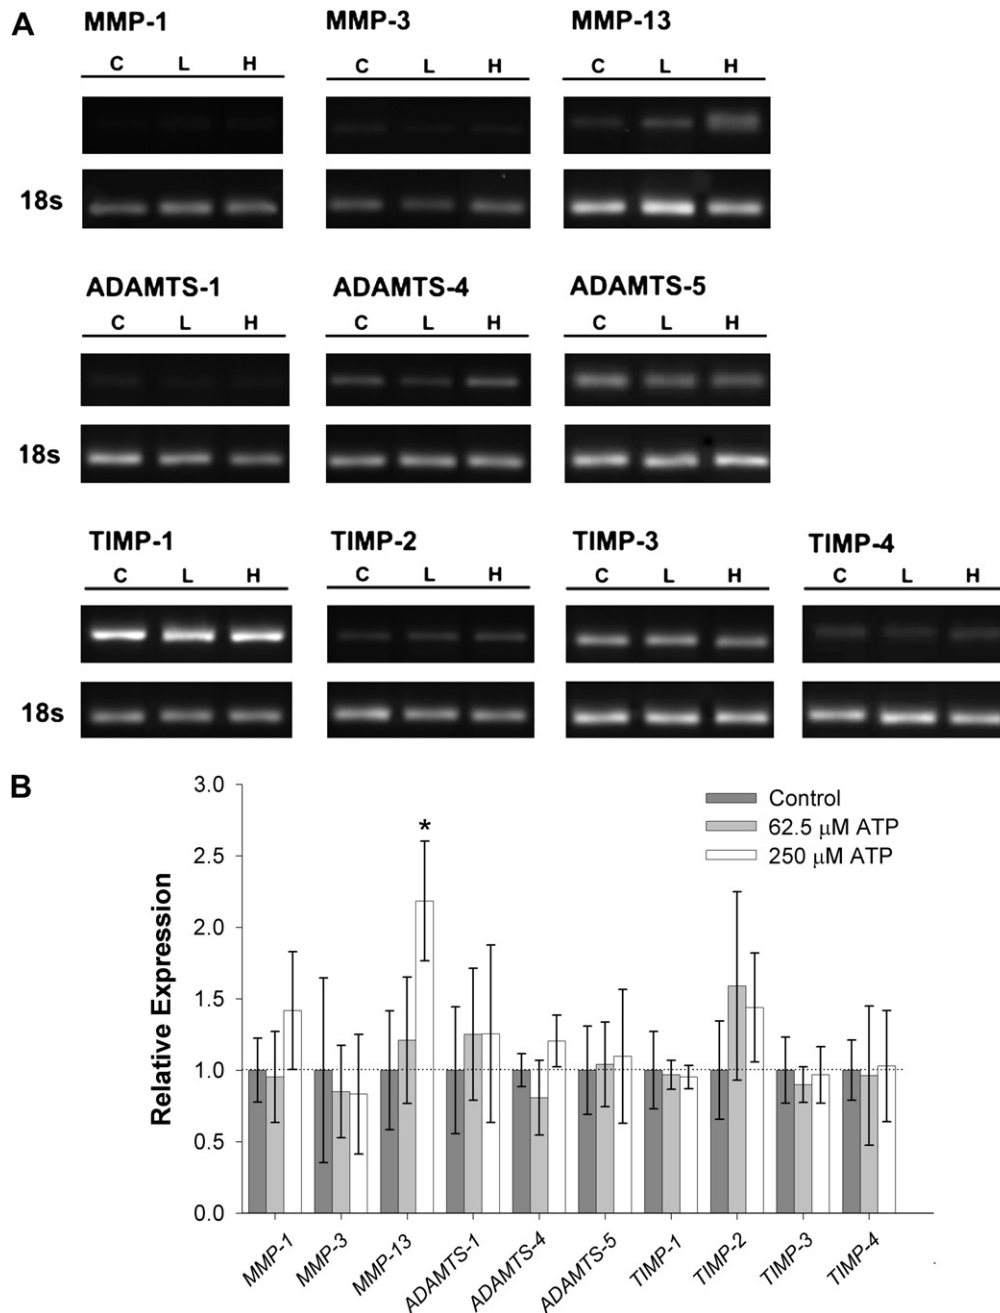 A
MMP-1 MMP-3 MMP-13
C L H C L H C L H
18s
ADAMTS-1 ADAMTS-4 ADAMTS-5
C L H C L H C L H
18s
TIMP-1 TIMP-2 TIMP-3 TIMP-4
C L H C L H C L H C L H
18s
B
Relative Expression
3.0
2.5
2.0
1.5
1.0
0.5
0.0
*
Control
62.5 μM ATP
250 μM ATP
MMP-1 MMP-3 MMP-13 ADAMTS-1 ADAMTS-4 ADAMTS-5 TIMP-1 TIMP-2 TIMP-3 TIMP-4